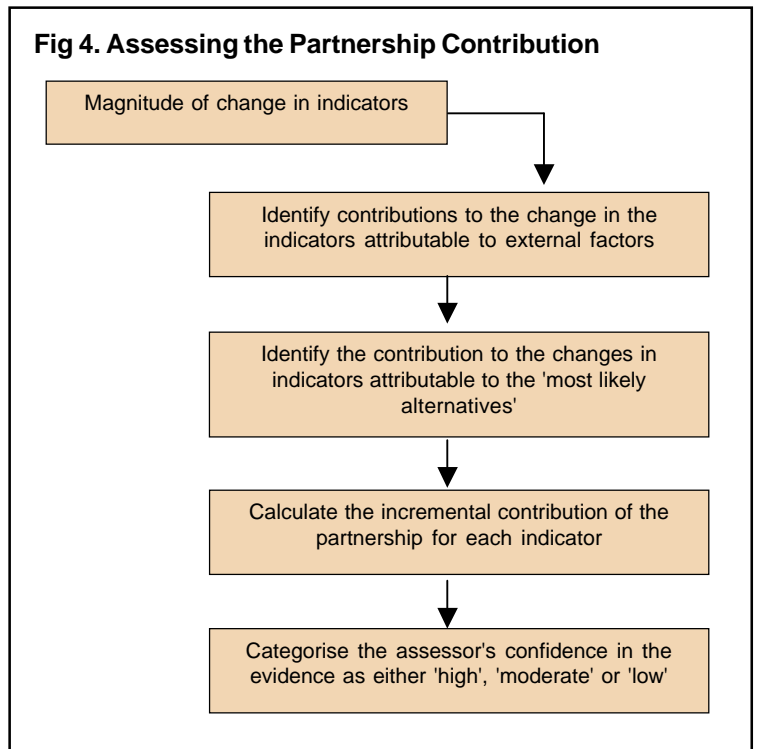 Fig 4. Assessing the Partnership Contribution
Magnitude of change in indicators
Identify contributions to the change in the
indicators attributable to external factors
Identify the contribution to the changes in
indicators attributable to the 'most likely
alternatives'
Calculate the incremental contribution of the
partnership for each indicator
Categorise the assessor's confidence in the
evidence as either 'high', 'moderate' or 'low'